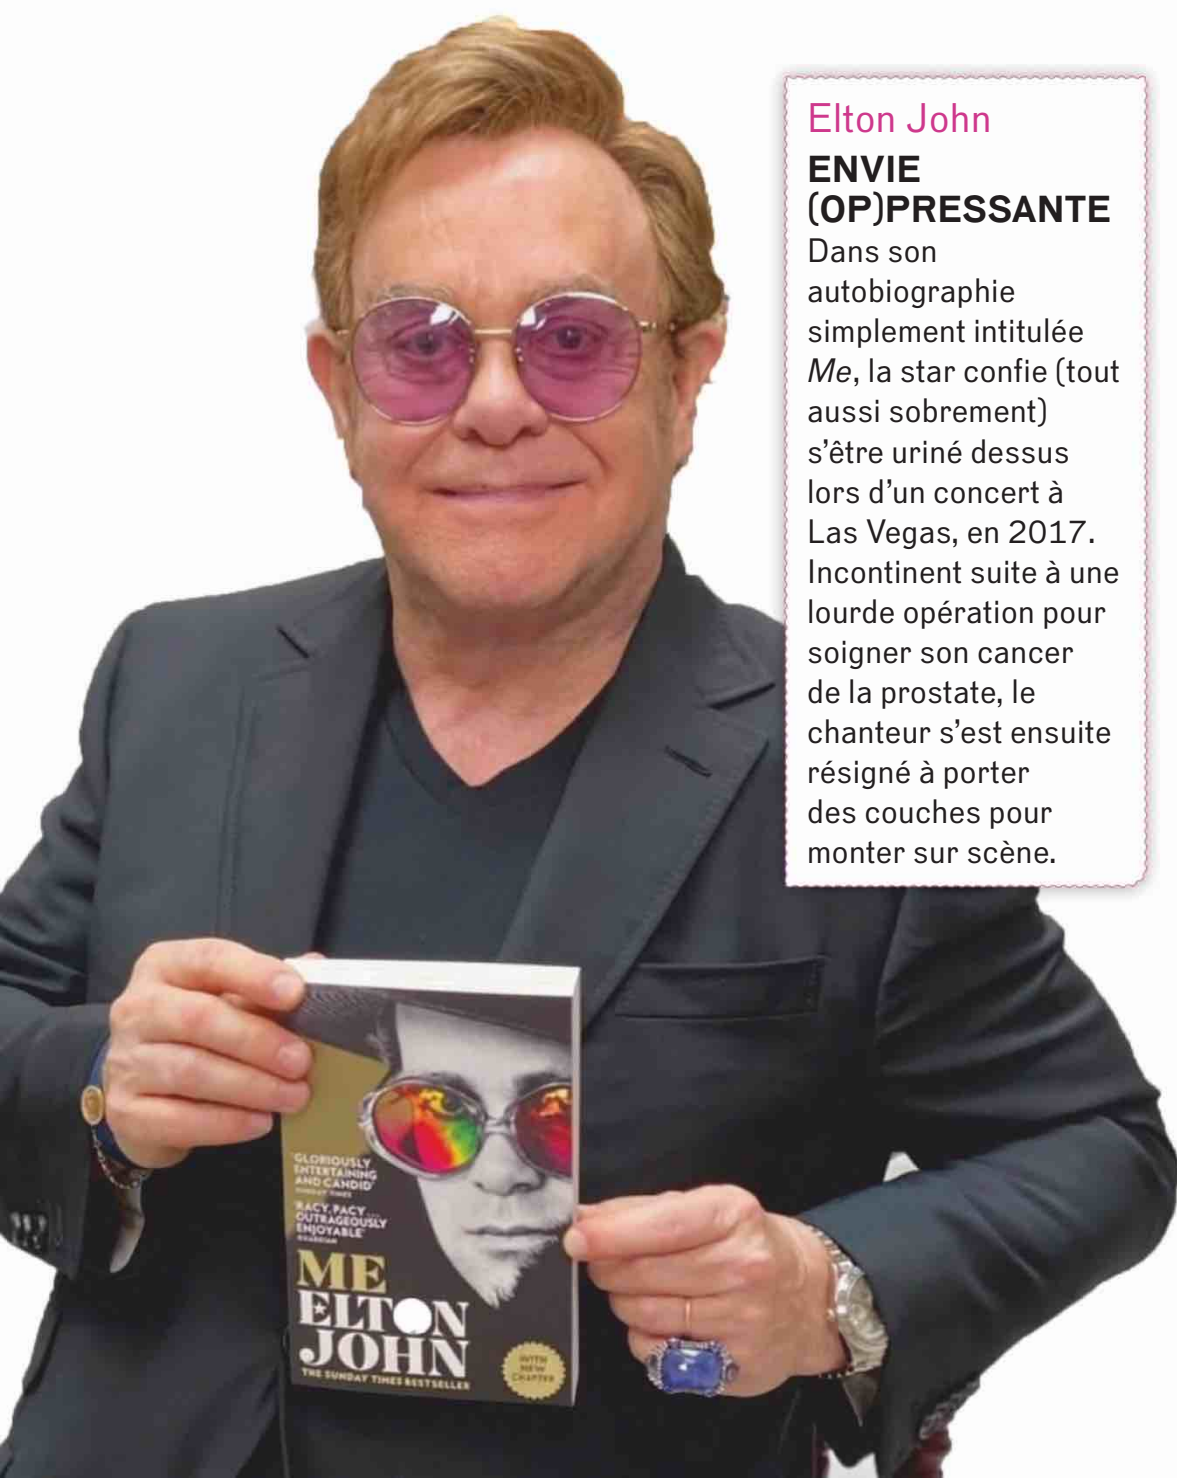 Elton John
ENVIE
(OP)PRESSANTE
Dans son
autobiographie
simplement intitulée
Me, la star confie (tout
aussi sobrement)
s’être uriné dessus
lors d’un concert à
Las Vegas, en 2017.
Incontinent suite à une
lourde opération pour
soigner son cancer
de la prostate, le
chanteur s’est ensuite
résigné à porter
des couches pour
monter sur scène.
‘GLORIOUSLY
ENTERTAINING
AND CANDID’
SUNDAY TIMES
‘RACY, PACY ...
OUTRAGEOUSLY
ENJOYABLE’
GUARDIAN
ME
ELTON
JOHN
THE SUNDAY TIMES BESTSELLER
WITH
NEW
CHAPTER